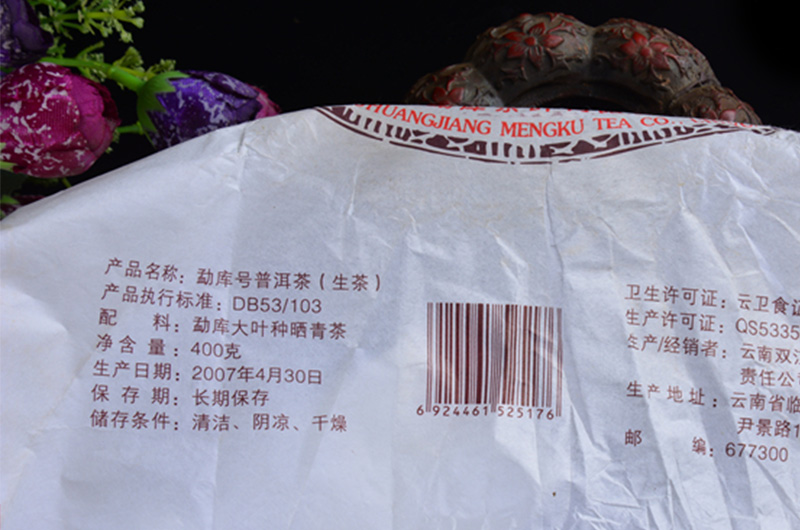 SHUANGJIANG MENGKU TEA CO
产品名称：勐库号普洱茶（生茶）
产品执行标准：DB53/103
配　　料：勐库大叶种晒青茶
净含量：400克
生产日期：2007年4月30日
保存期：长期保存
储存条件：清洁、阴凉、干燥
6 924461 525176
卫生许可证：云卫食证
生产许可证：QS5335
生产/经销者：云南双江
责任公司
生产地址：云南省临
尹景路1
邮　　编：677300